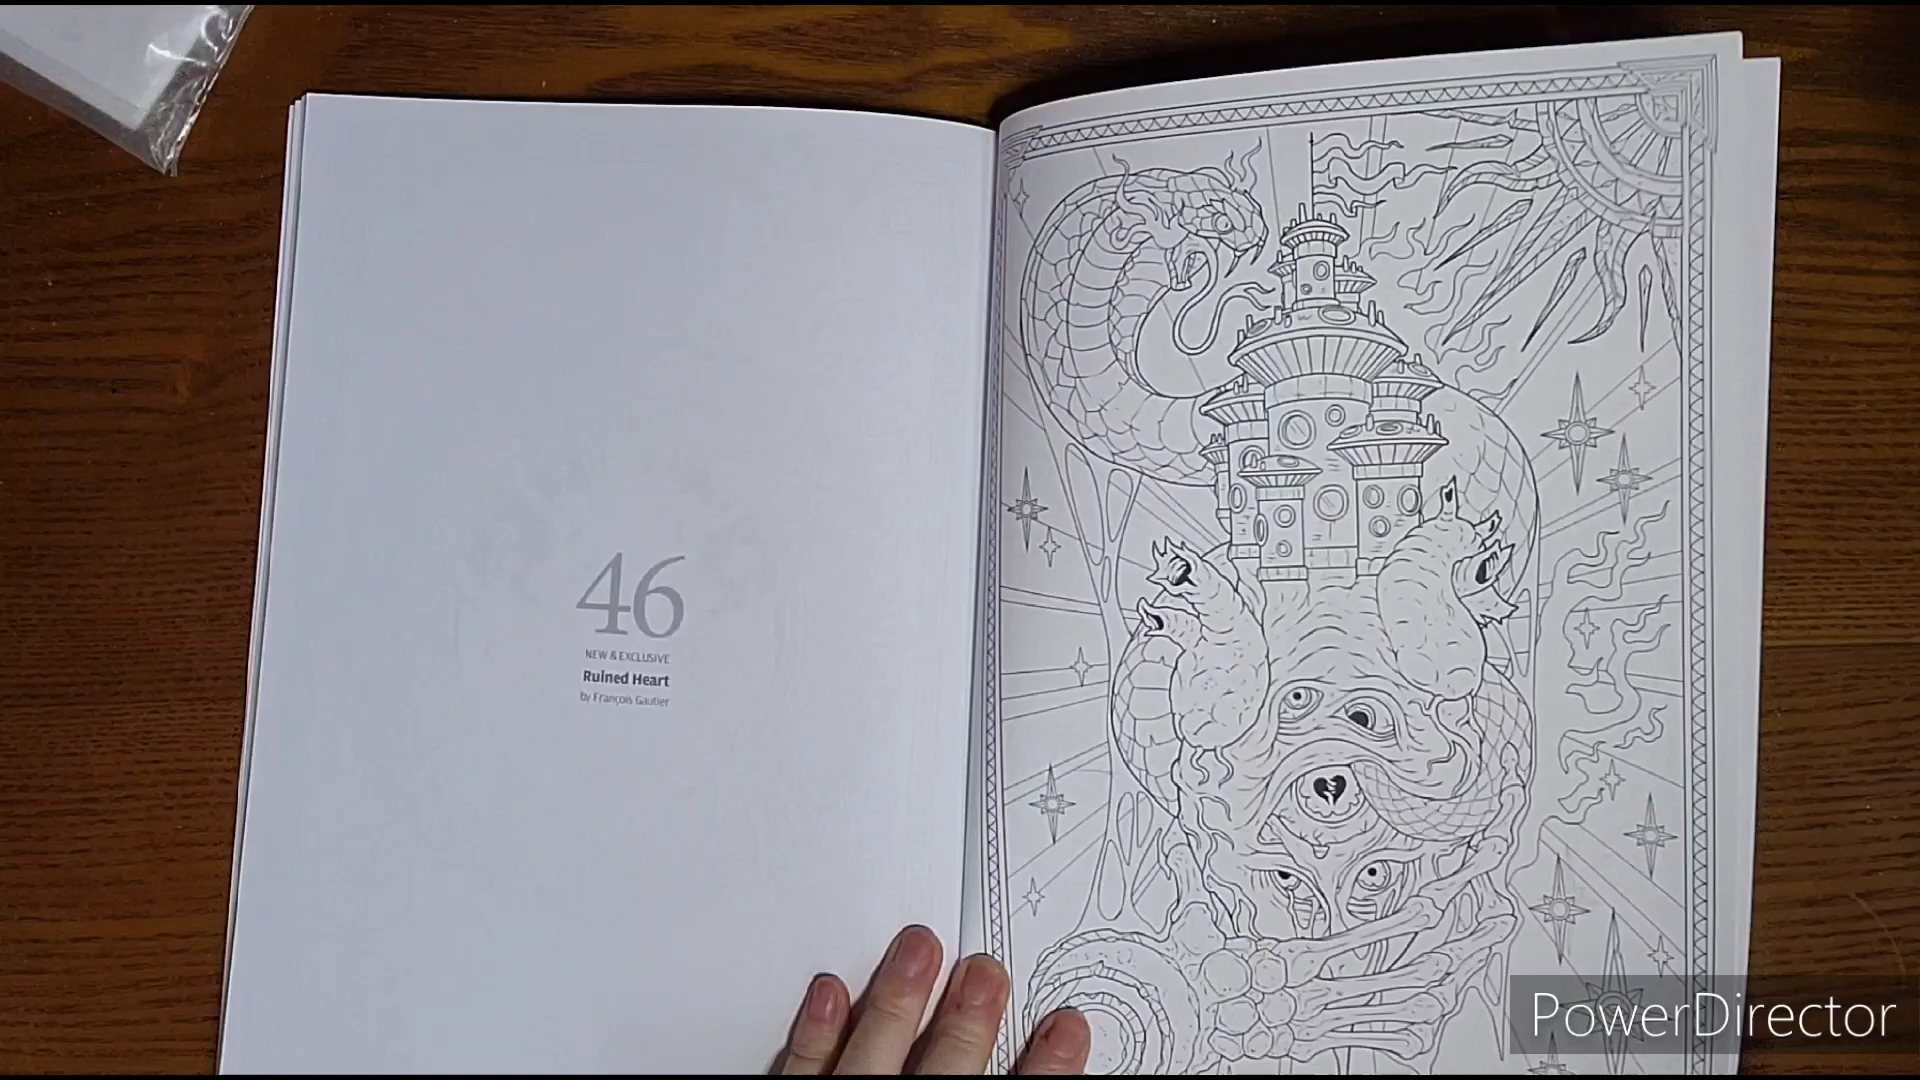 46
NEW & EXCLUSIVE
Ruined Heart
by François Gautier
PowerDirector